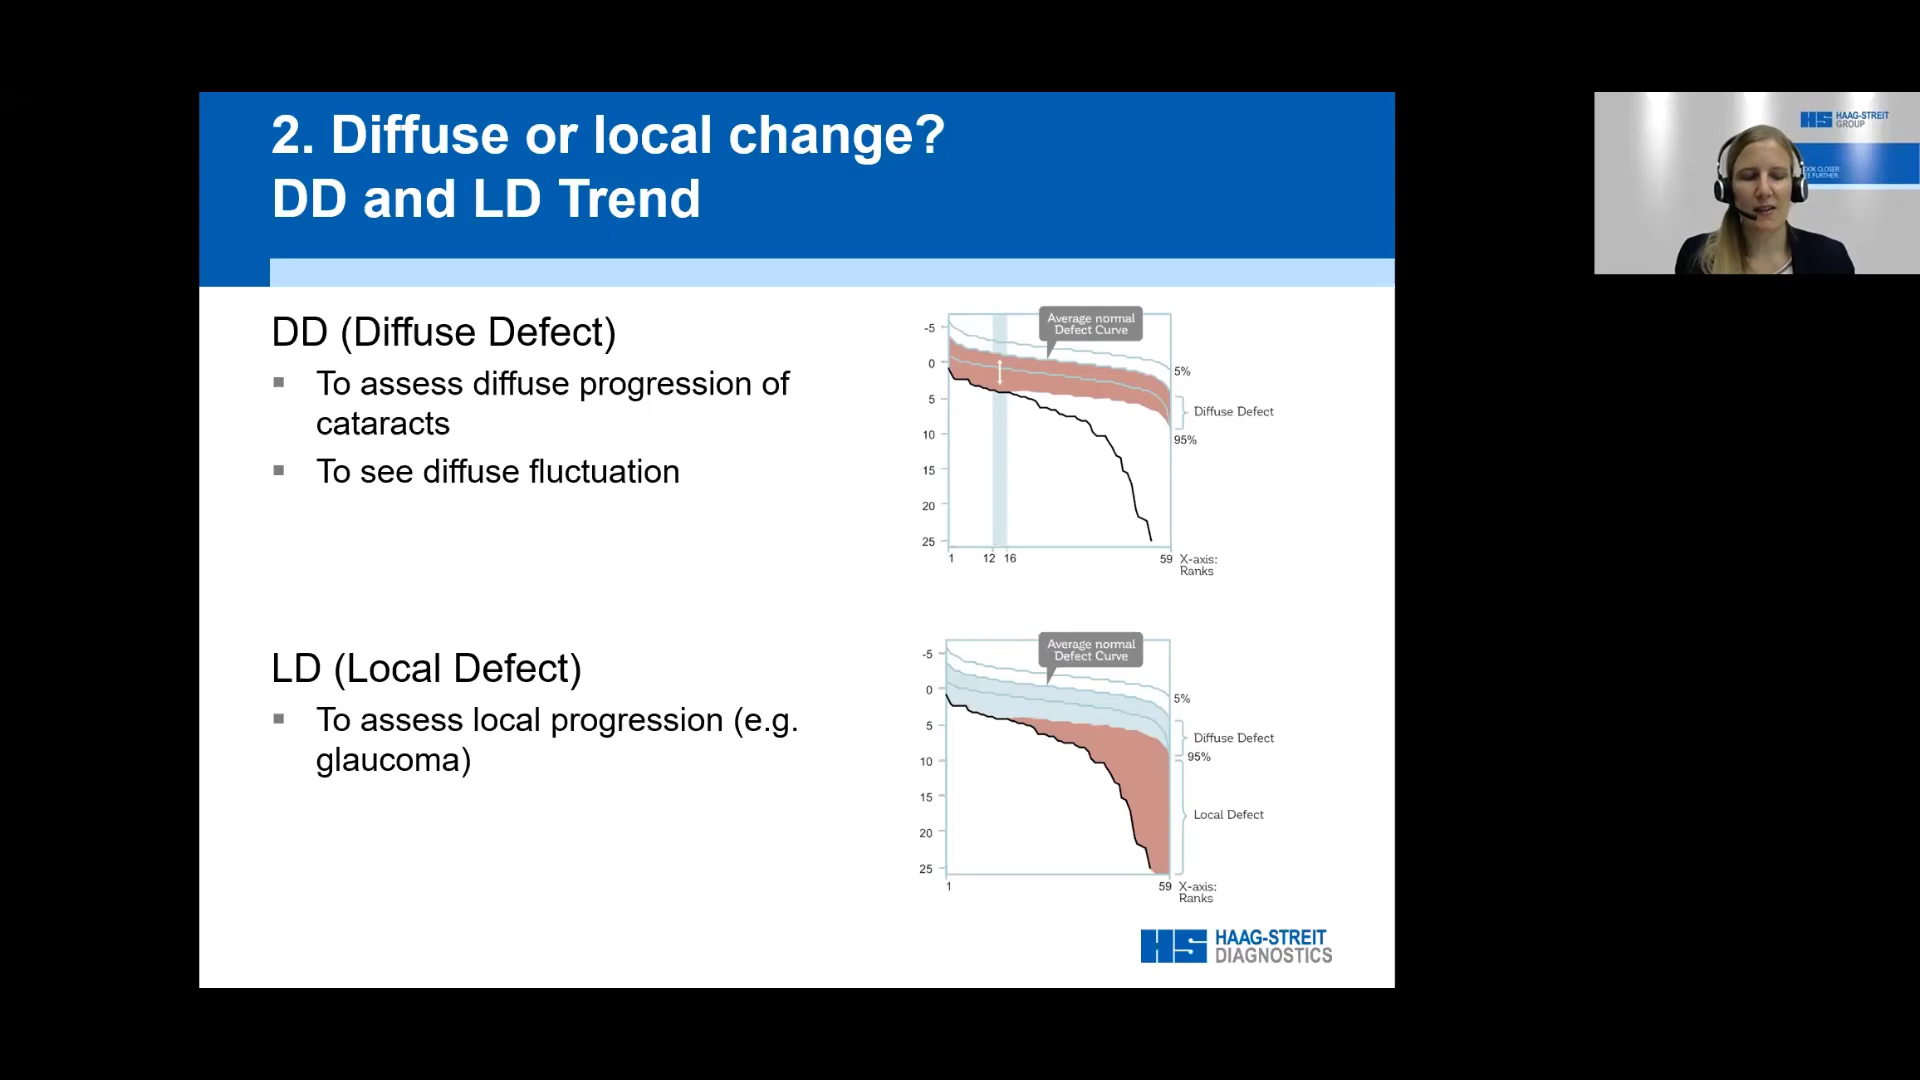 2. Diffuse or local change?
DD and LD Trend
DD (Diffuse Defect)
To assess diffuse progression of
cataracts
To see diffuse fluctuation
Average normal
Defect Curve
-5
0
5
10
15
20
25
5%
Diffuse Defect
95%
1
12
16
59
X-axis:
Ranks
LD (Local Defect)
To assess local progression (e.g.
glaucoma)
Average normal
Defect Curve
-5
0
5
10
15
20
25
5%
Diffuse Defect
95%
Local Defect
1
59
X-axis:
Ranks
HS HAAG-STREIT
DIAGNOSTICS
HS HAAG-STREIT
GROUP